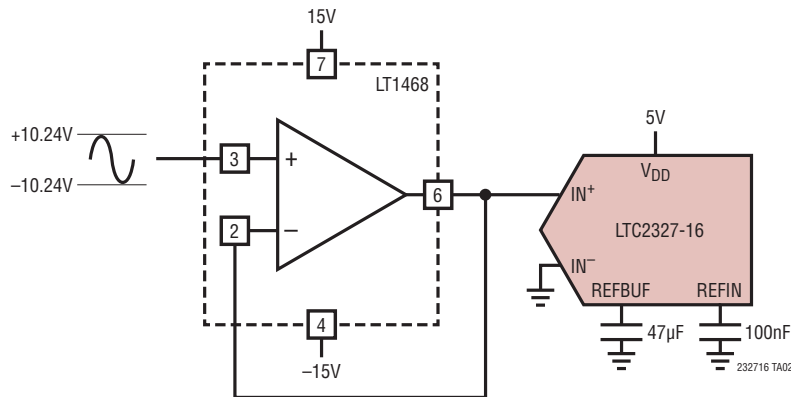 15V
7
LT1468
+10.24V
–10.24V
3
+
2
–
6
4
–15V
5V
VDD
IN+
LTC2327-16
IN–
REFBUF
REFIN
47µF
100nF
232716 TA02